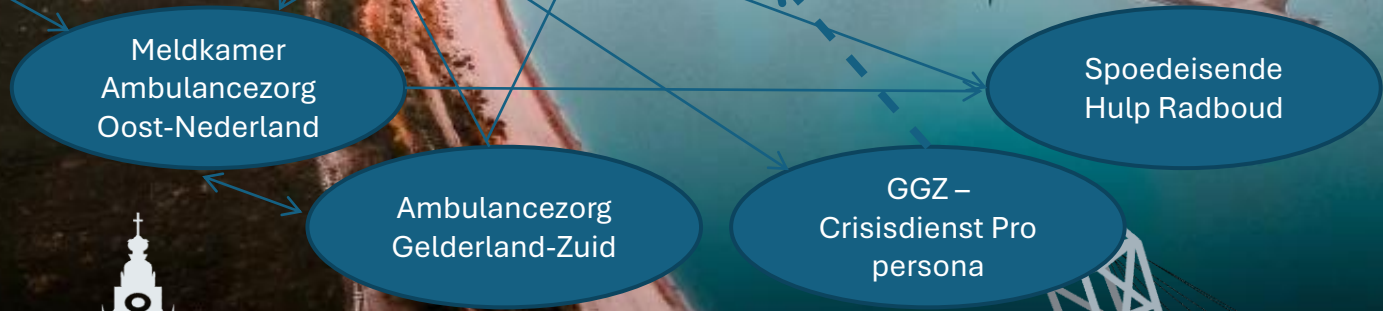 Meldkamer
Ambulancezorg
Oost-Nederland
Spoedeisende
Hulp Radboud
Ambulancezorg
Gelderland-Zuid
GGZ –
Crisisdienst Pro
persona